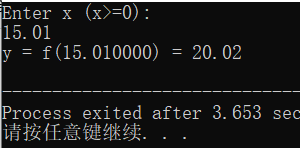 Enter x (x>=0):
15.01
y = f(15.010000) = 20.02
--------------------------------
Process exited after 3.653 sec
请按任意键继续. . .